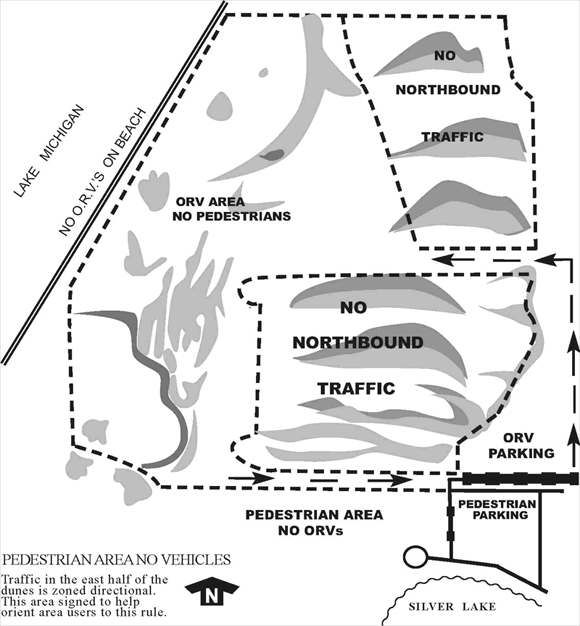 NO
NORTHBOUND
TRAFFIC
LAKE MICHIGAN
NO O.R.V.'S ON BEACH
ORV AREA
NO PEDESTRIANS
NO
NORTHBOUND
TRAFFIC
ORV
PARKING
PEDESTRIAN
PARKING
PEDESTRIAN AREA
NO ORVs
PEDESTRIAN AREA NO VEHICLES
Traffic in the east half of the
dunes is zoned directional.
This area signed to help
orient area users to this rule.
N
SILVER LAKE